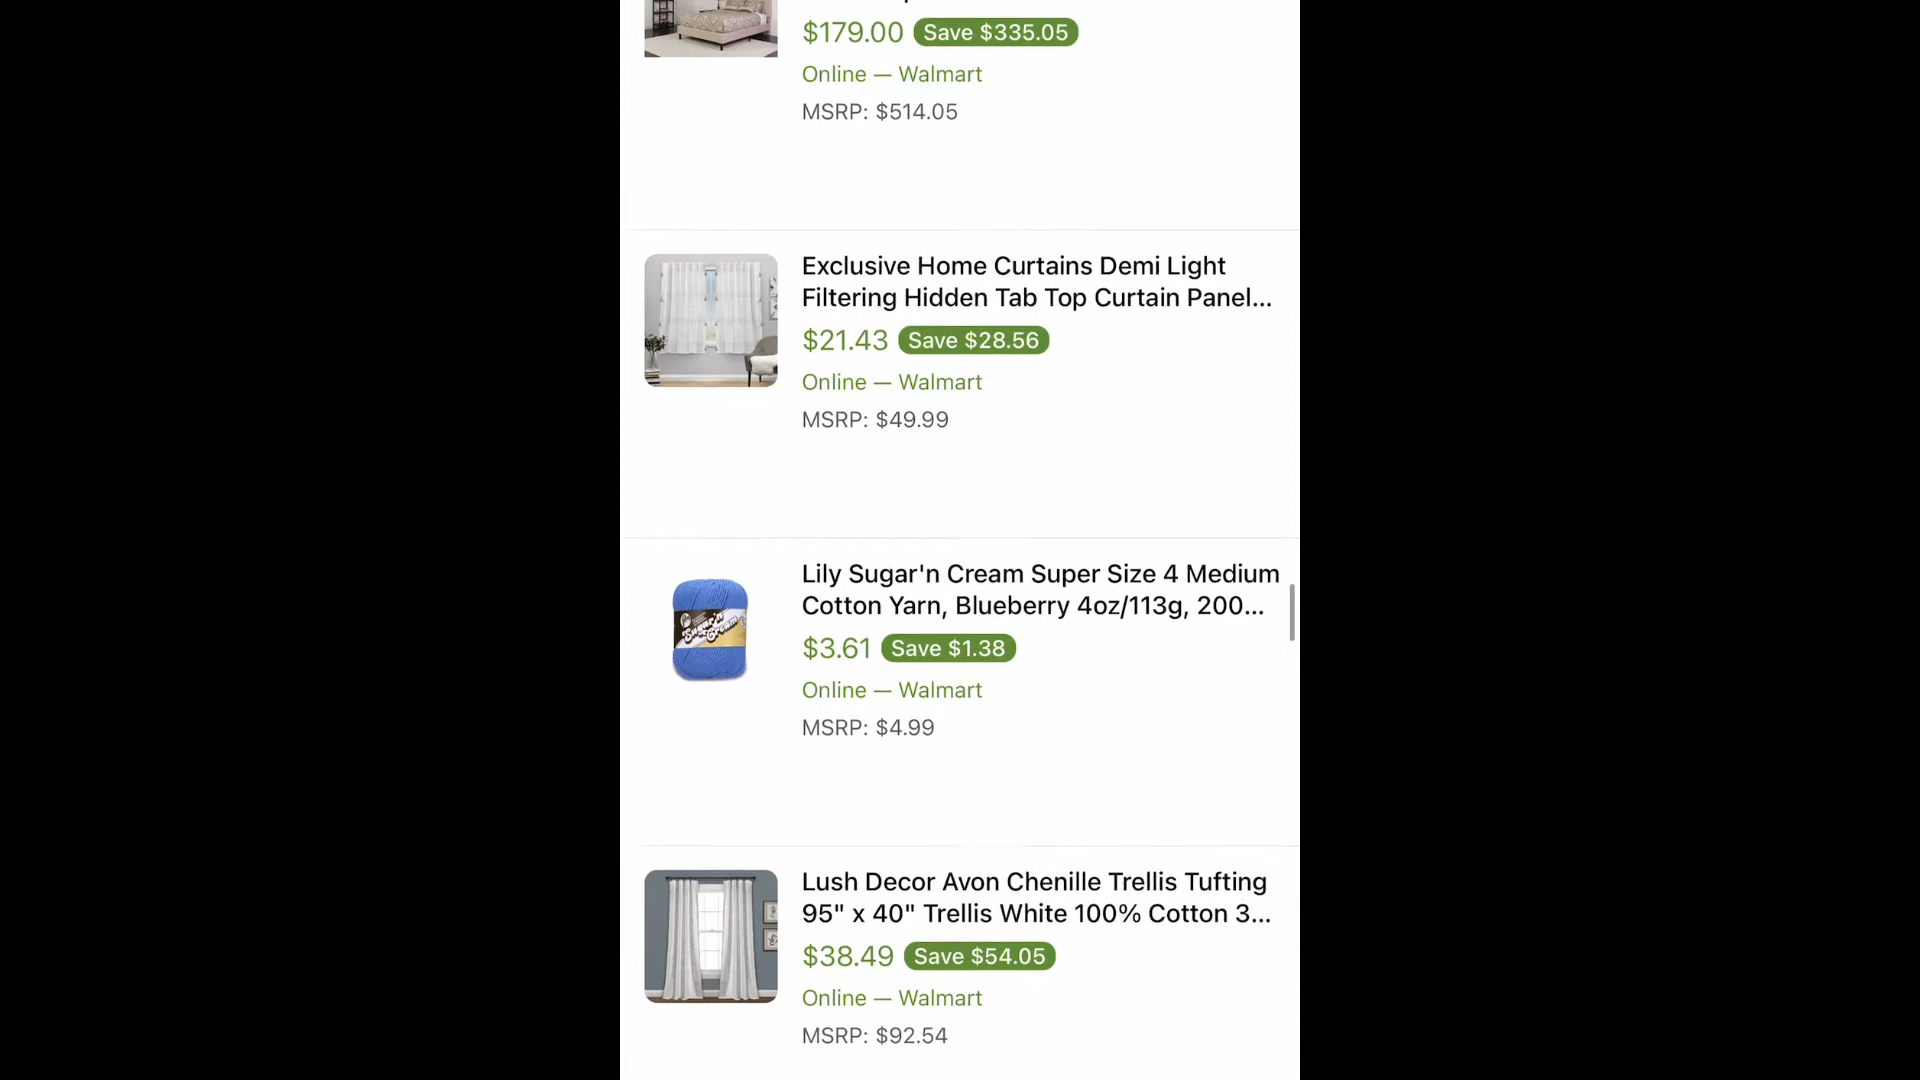 $179.00 Save $335.05
Online — Walmart
MSRP: $514.05
Exclusive Home Curtains Demi Light
Filtering Hidden Tab Top Curtain Panel...
$21.43 Save $28.56
Online — Walmart
MSRP: $49.99
Lily Sugar'n Cream Super Size 4 Medium
Cotton Yarn, Blueberry 4oz/113g, 200...
Sugar'n
Cream
$3.61 Save $1.38
Online — Walmart
MSRP: $4.99
Lush Decor Avon Chenille Trellis Tufting
95" x 40" Trellis White 100% Cotton 3...
$38.49 Save $54.05
Online — Walmart
MSRP: $92.54